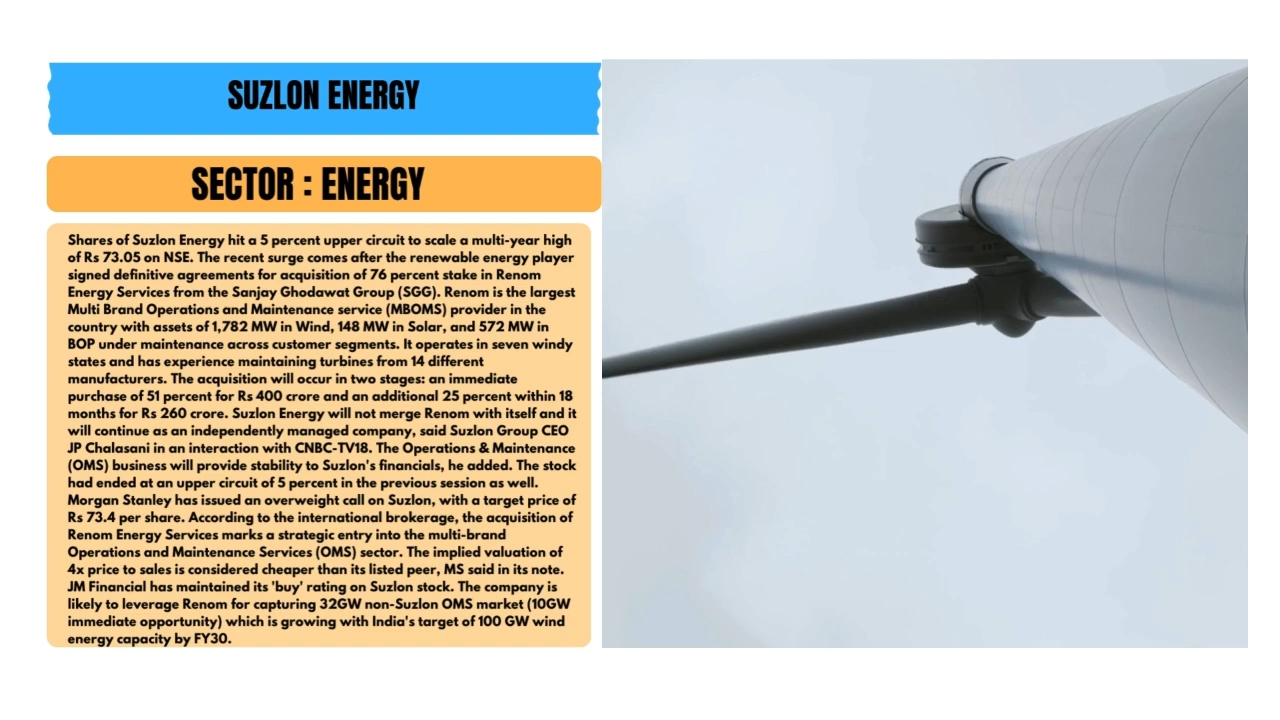 SUZLON ENERGY
SECTOR : ENERGY
Shares of Suzlon Energy hit a 5 percent upper circuit to scale a multi-year high
of Rs 73.05 on NSE. The recent surge comes after the renewable energy player
signed definitive agreements for acquisition of 76 percent stake in Renom
Energy Services from the Sanjay Ghodawat Group (SGG). Renom is the largest
Multi Brand Operations and Maintenance service (MBOMS) provider in the
country with assets of 1,782 MW in Wind, 148 MW in Solar, and 572 MW in
BOP under maintenance across customer segments. It operates in seven windy
states and has experience maintaining turbines from 14 different
manufacturers. The acquisition will occur in two stages: an immediate
purchase of 51 percent for Rs 400 crore and an additional 25 percent within 18
months for Rs 260 crore. Suzlon Energy will not merge Renom with itself and it
will continue as an independently managed company, said Suzlon Group CEO
JP Chalasani in an interaction with CNBC-TV18. The Operations & Maintenance
(OMS) business will provide stability to Suzlon's financials, he added. The stock
had ended at an upper circuit of 5 percent in the previous session as well.
Morgan Stanley has issued an overweight call on Suzlon, with a target price of
Rs 73.4 per share. According to the international brokerage, the acquisition of
Renom Energy Services marks a strategic entry into the multi-brand
Operations and Maintenance Services (OMS) sector. The implied valuation of
4x price to sales is considered cheaper than its listed peer, MS said in its note.
JM Financial has maintained its 'buy' rating on Suzlon stock. The company is
likely to leverage Renom for capturing 32GW non-Suzlon OMS market (10GW
immediate opportunity) which is growing with India's target of 100 GW wind
energy capacity by FY30.